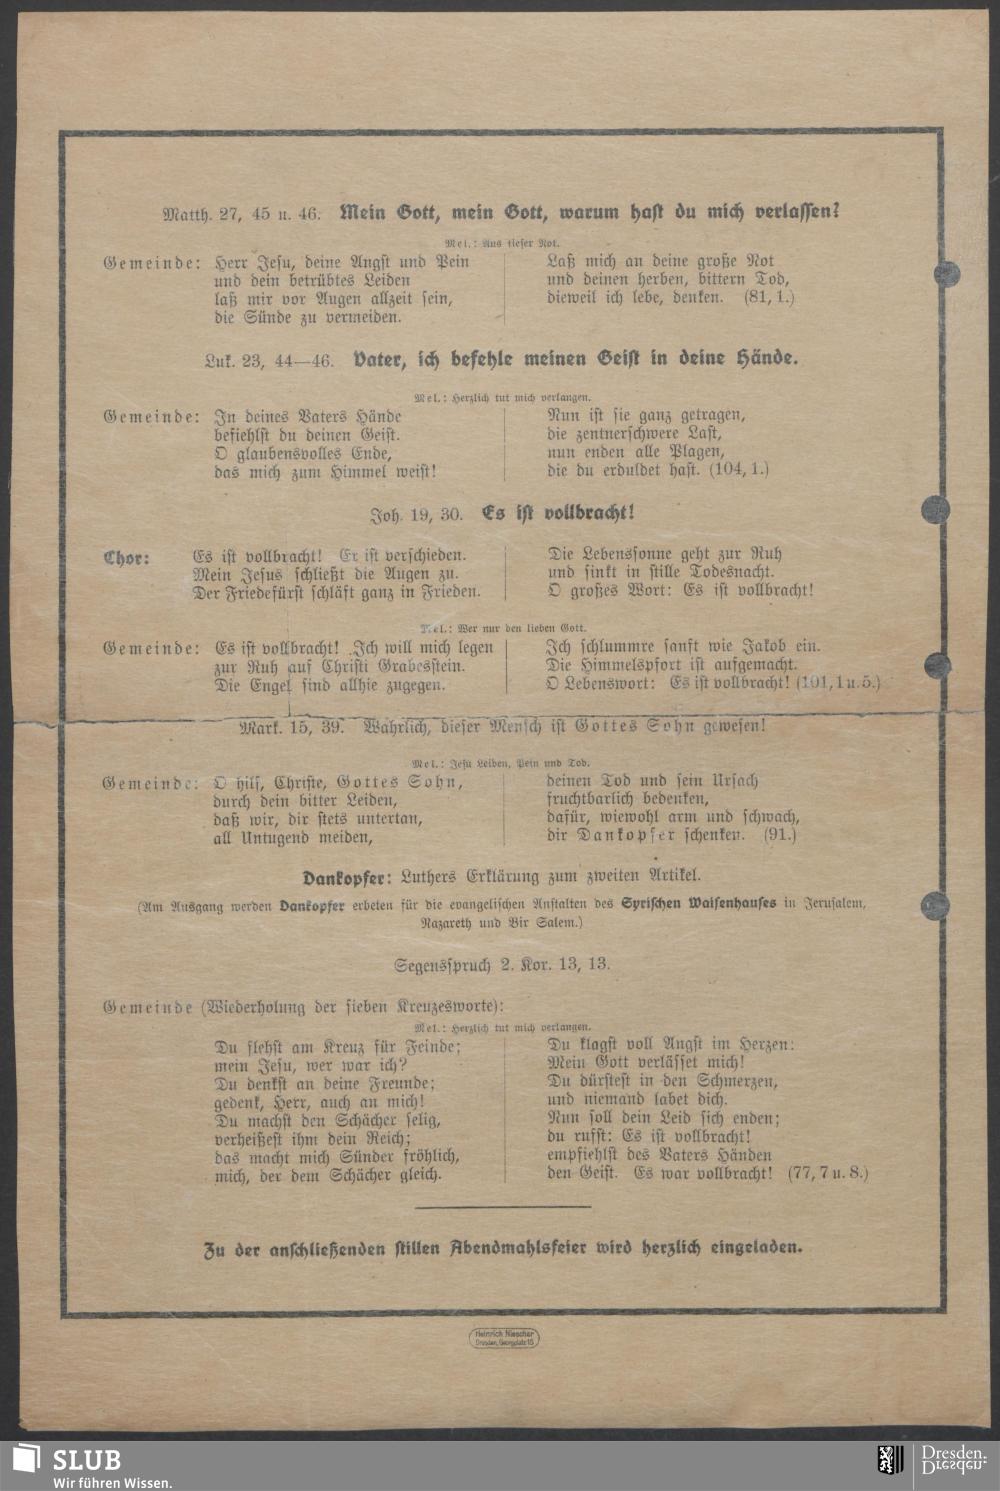 Matth. 27, 45 u. 46. Mein Gott, mein Gott, warum hast du mich verlassen?
Mel.: Aus tiefer Not.
Gemeinde: Herr Jesu, deine Angst und Pein
und dein betrübtes Leiden
laß mir vor Augen allzeit sein,
die Sünde zu vermeiden.
Laß mich an deine große Not
und deinen herben, bittern Tod,
dieweil ich lebe, denken. (81, 1.)
Luk. 23, 44—46. Vater, ich befehle meinen Geist in deine Hände.
Mel.: Herzlich tut mich verlangen.
Gemeinde: In deines Vaters Hände
befiehlst du deinen Geist.
O glaubensvolles Ende,
das mich zum Himmel weist!
Nun ist sie ganz getragen,
die zentnerschwere Last,
nun enden alle Plagen,
die du erduldet hast. (104, 1.)
Joh. 19, 30. Es ist vollbracht!
Chor: Es ist vollbracht! Er ist verschieden.
Mein Jesus schließt die Augen zu.
Der Friedefürst schläft ganz in Frieden.
Die Lebenssonne geht zur Ruh
und sinkt in stille Todesnacht.
O großes Wort: Es ist vollbracht!
Mel.: Wer nur den lieben Gott.
Gemeinde: Es ist vollbracht! Ich will mich legen
zur Ruh auf Christi Grabesstein.
Die Engel sind allhie zugegen.
Ich schlummre sanft wie Jakob ein.
Die Himmelspfort ist aufgemacht.
O Lebenswort: Es ist vollbracht! (101, 1 u. 5.)
Mark. 15, 39. Wahrlich, dieser Mensch ist Gottes Sohn gewesen!
Mel.: Jesu Leiden, Pein und Tod.
Gemeinde: O hilf, Christe, Gottes Sohn,
durch dein bitter Leiden,
daß wir, dir stets untertan,
all Untugend meiden,
deinen Tod und sein Ursach
fruchtbarlich bedenken,
dafür, wiewohl arm und schwach,
dir Dankopfer schenken. (91.)
Dankopfer: Luthers Erklärung zum zweiten Artikel.
(Am Ausgang werden Dankopfer erbeten für die evangelischen Anstalten des Syrischen Waisenhauses in Jerusalem,
Nazareth und Bir Salem.)
Segensspruch 2. Kor. 13, 13.
Gemeinde (Wiederholung der sieben Kreuzesworte):
Mel.: Herzlich tut mich verlangen.
Du flehst am Kreuz für Feinde;
mein Jesu, wer war ich?
Du denkst an deine Freunde;
gedenk, Herr, auch an mich!
Du machst den Schächer selig,
verheißest ihm dein Reich;
das macht mich Sünder fröhlich,
mich, der dem Schächer gleich.
Du klagst voll Angst im Herzen:
Mein Gott verlässet mich!
Du dürstest in den Schmerzen,
und niemand labet dich.
Nun soll dein Leid sich enden;
du rufst: Es ist vollbracht!
empfiehlst des Vaters Händen
den Geist. Es war vollbracht! (77, 7 u. 8.)
Zu der anschließenden stillen Abendmahlsfeier wird herzlich eingeladen.
Heinrich Niescher
Dresden, Georgplatz 15
SLUB
Wir führen Wissen.
Dresden.
Dresden.